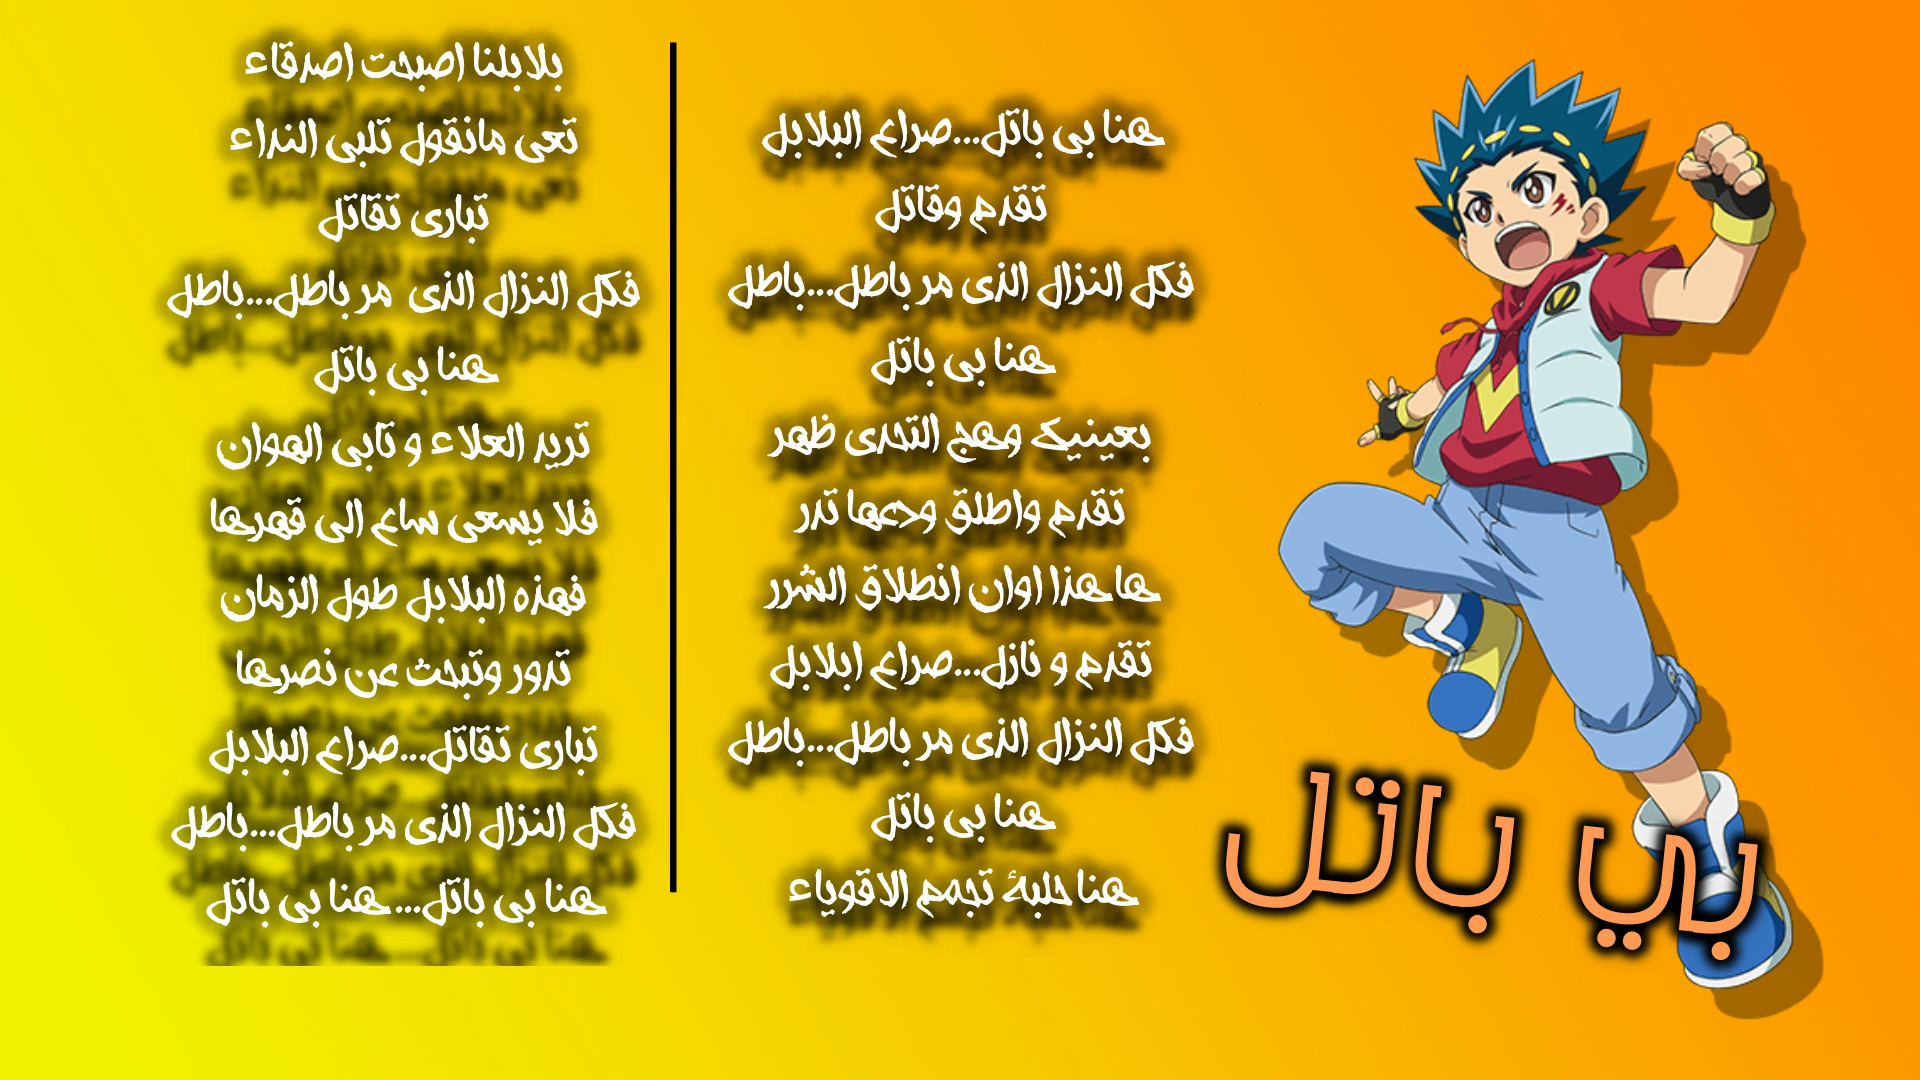 هنا بى باتل...صراع البلابل
تقدم وقاتل
فكل النزال الذى مر باطل...باطل
هنا بى باتل
بعينيك وهج التحدى ظهر
تقدم واطلق ودعها تدر
ها هذا اوان انطلاق الشرر
تقدم و نازل...صراع ابلابل
فكل النزال الذى مر باطل...باطل
هنا بى باتل
هنا حلبة تجمع الاقوياء
بلابلنا اصبحت اصدقاء
تعى مانقول تلبى النداء
تبارى تقاتل
فكل النزال الذى مر باطل...باطل
هنا بى باتل
تريد العلاء و تابى الهوان
فلا يسعى ساع الى قهرها
فهذه البلابل طول الزمان
تدور وتبحث عن نصرها
تبارى تقاتل...صراع البلابل
فكل النزال الذى مر باطل...باطل
هنا بى باتل...هنا بى باتل
بي باتل